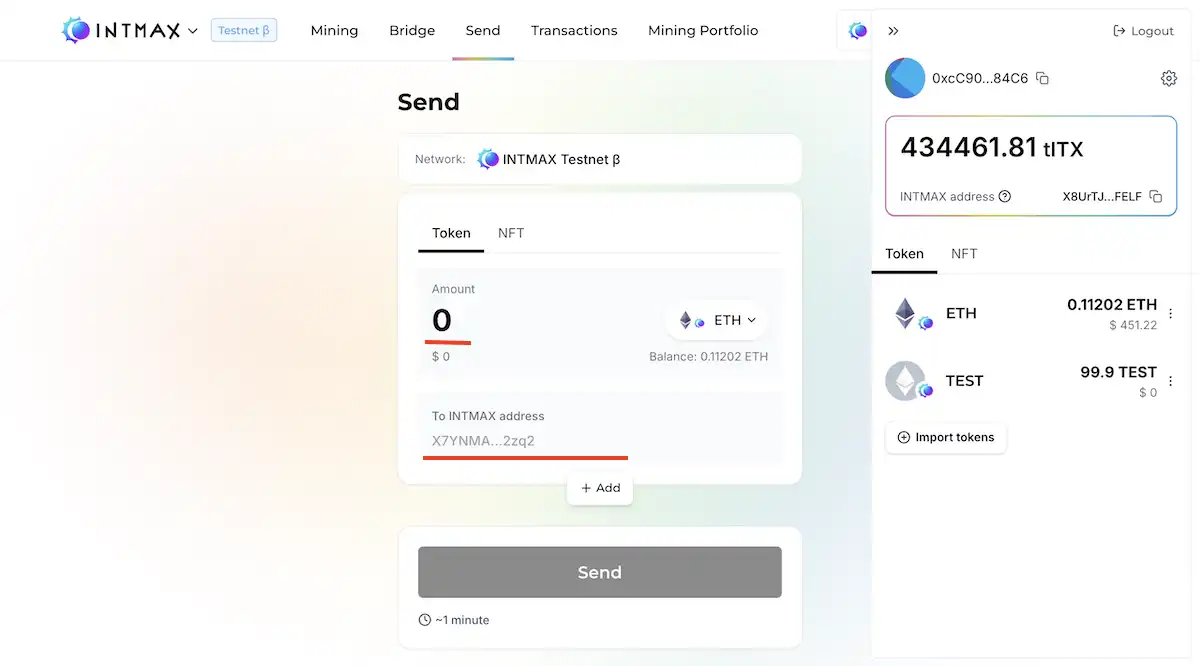 INTMAX Testnet β Mining Bridge Send Transactions Mining Portfolio
Send
Network: INTMAX Testnet β
Token NFT
Amount
0 ETH
$ 0 Balance: 0.11202 ETH
To INTMAX address
X7YNMA...2zq2
+ Add
Send
~1 minute
» Logout
0xcC90...84C6
434461.81 tITX
INTMAX address ? X8UrTJ...FELF
Token NFT
ETH 0.11202 ETH
$ 451.22
TEST 99.9 TEST
$ 0
Import tokens